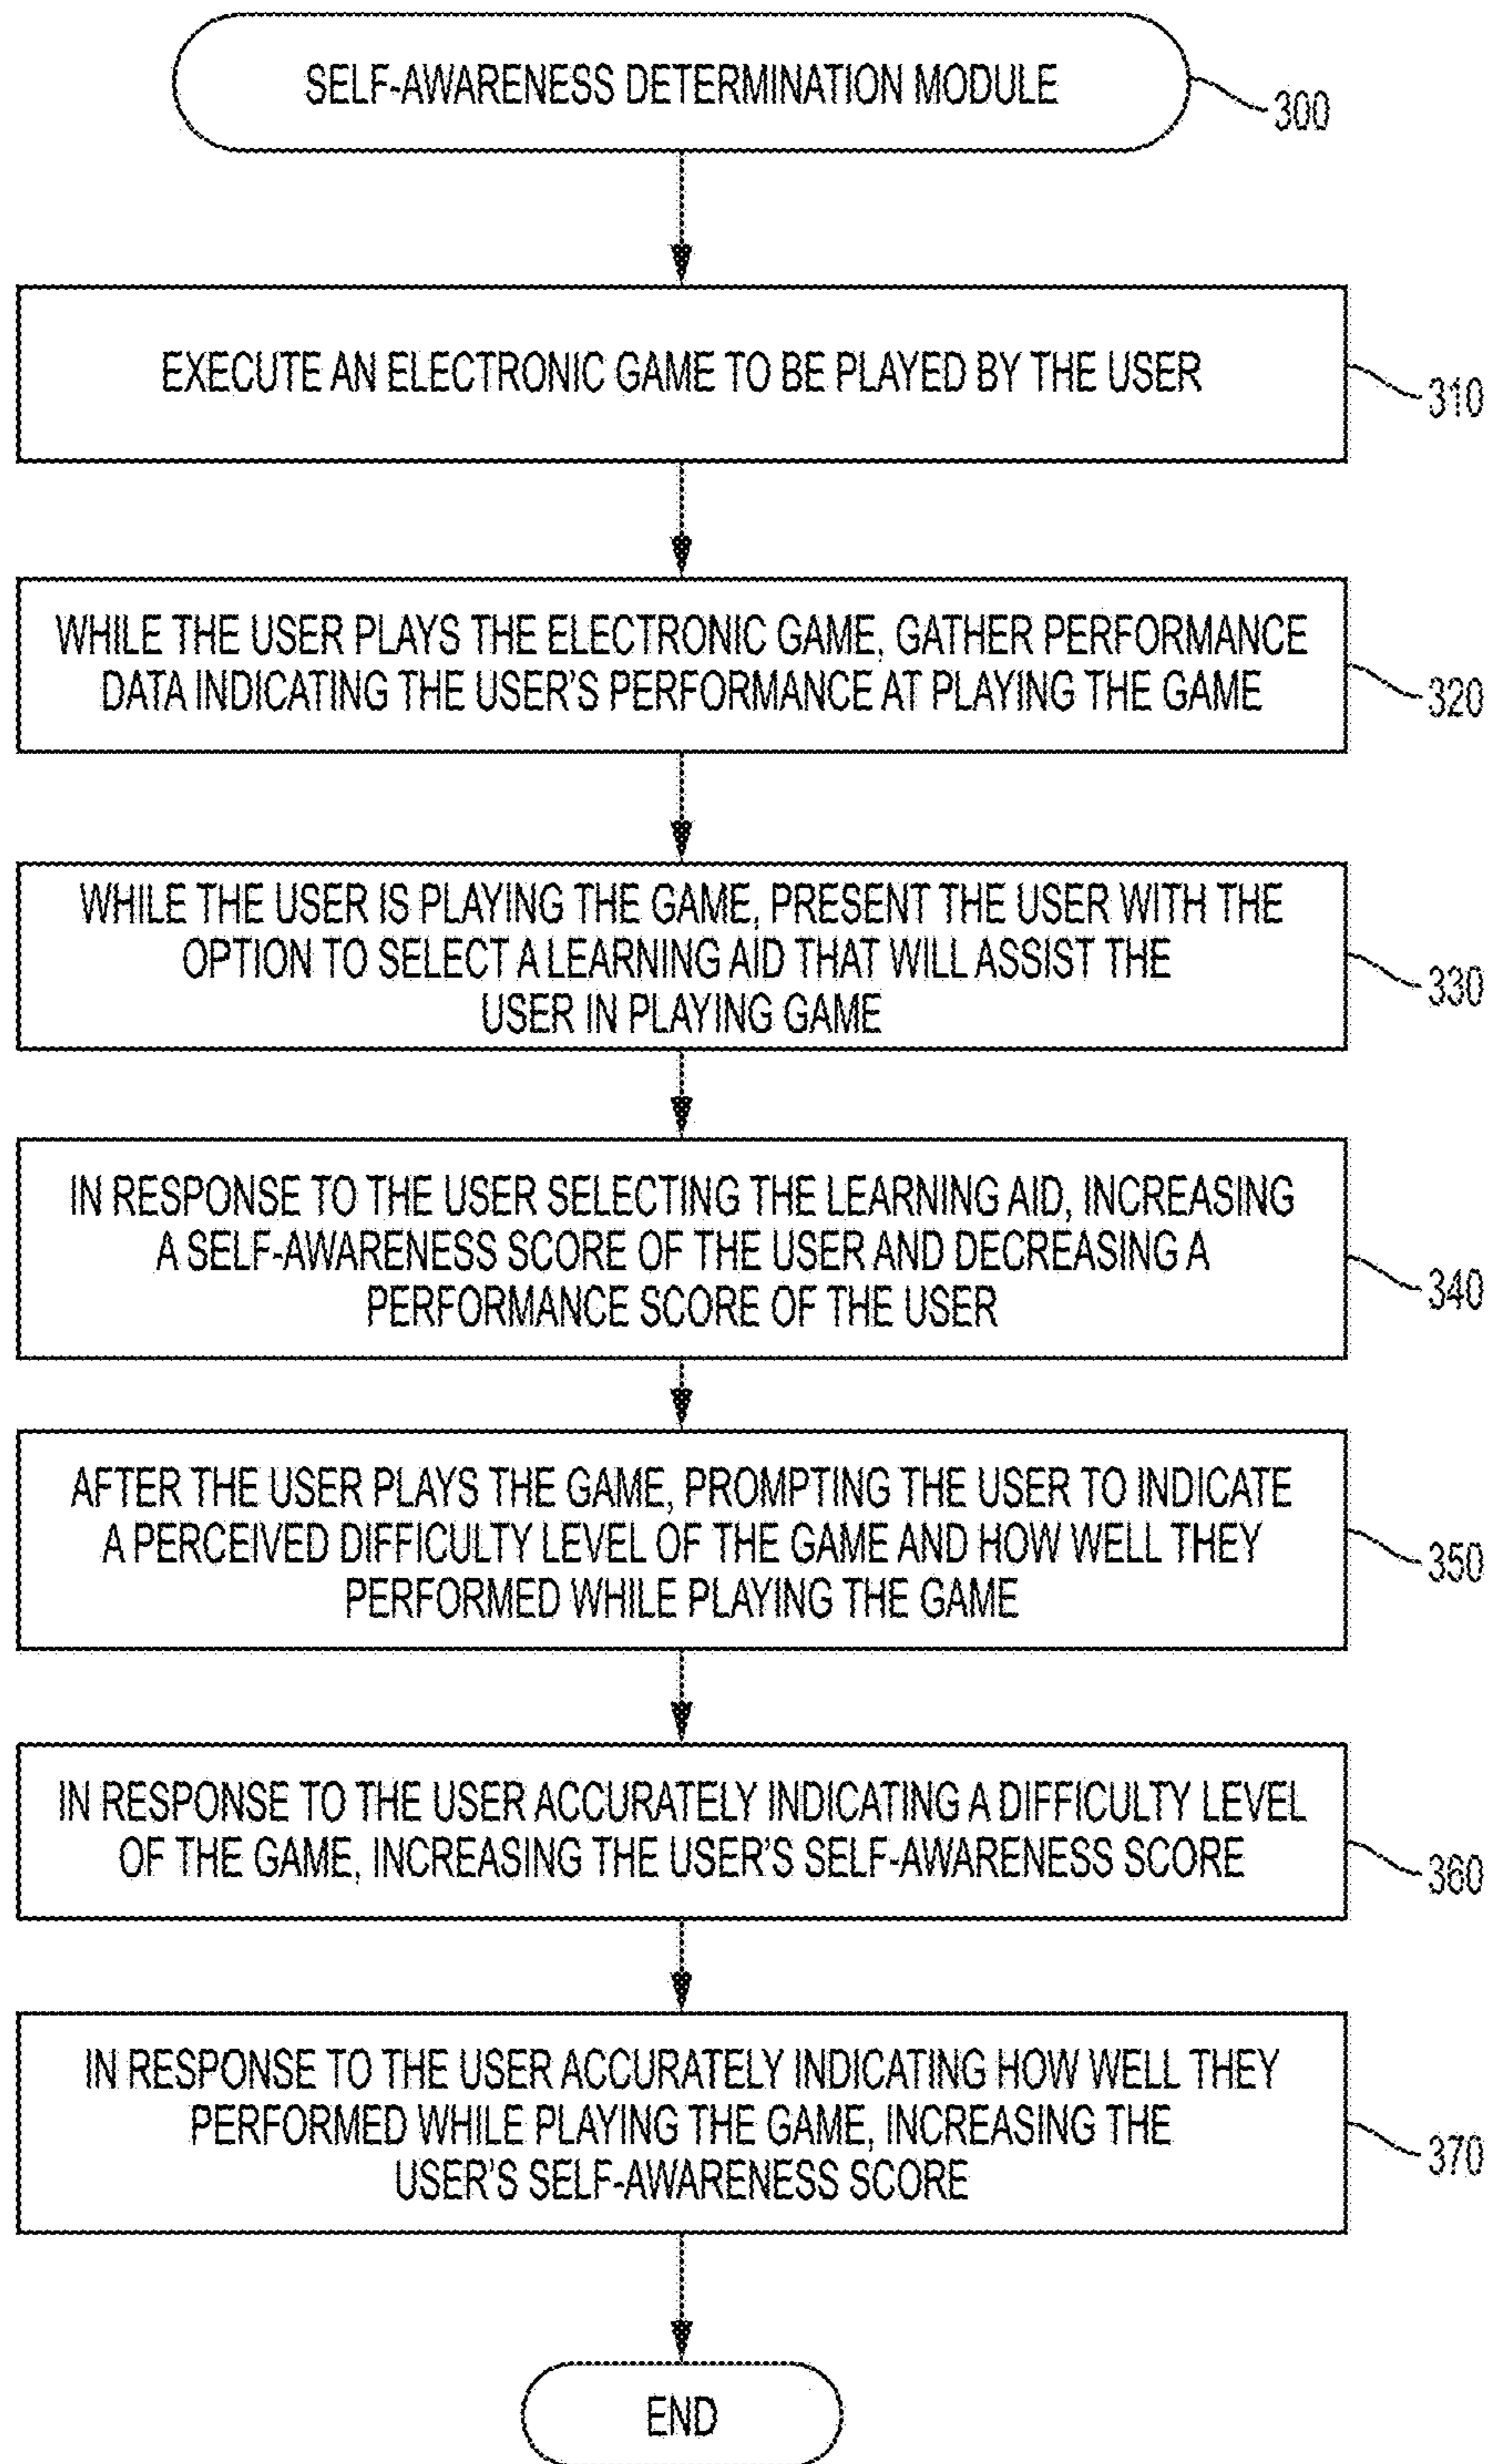 SELF-AWARENESS DETERMINATION MODULE
300
EXECUTE AN ELECTRONIC GAME TO BE PLAYED BY THE USER
310
WHILE THE USER PLAYS THE ELECTRONIC GAME, GATHER PERFORMANCE
DATA INDICATING THE USER'S PERFORMANCE AT PLAYING THE GAME
320
WHILE THE USER IS PLAYING THE GAME, PRESENT THE USER WITH THE
OPTION TO SELECT A LEARNING AID THAT WILL ASSIST THE
USER IN PLAYING GAME
330
IN RESPONSE TO THE USER SELECTING THE LEARNING AID, INCREASING
A SELF-AWARENESS SCORE OF THE USER AND DECREASING A
PERFORMANCE SCORE OF THE USER
340
AFTER THE USER PLAYS THE GAME, PROMPTING THE USER TO INDICATE
A PERCEIVED DIFFICULTY LEVEL OF THE GAME AND HOW WELL THEY
PERFORMED WHILE PLAYING THE GAME
350
IN RESPONSE TO THE USER ACCURATELY INDICATING A DIFFICULTY LEVEL
OF THE GAME, INCREASING THE USER'S SELF-AWARENESS SCORE
360
IN RESPONSE TO THE USER ACCURATELY INDICATING HOW WELL THEY
PERFORMED WHILE PLAYING THE GAME, INCREASING THE
USER'S SELF-AWARENESS SCORE
370
END